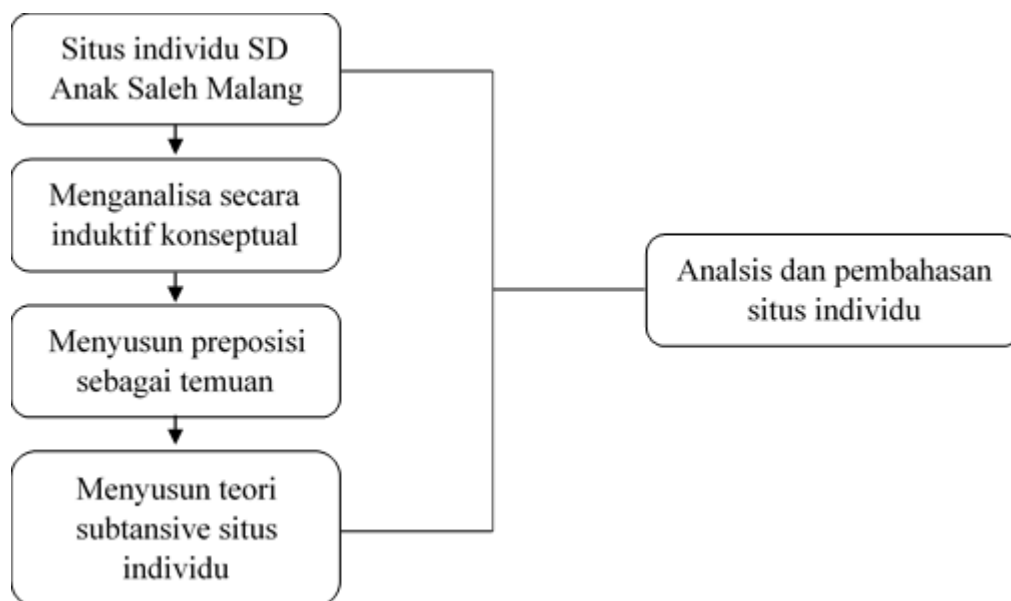 Situs individu SD
Anak Saleh Malang
Menganalisa secara
induktif konseptual
Menyusun preposisi
sebagai temuan
Menyusun teori
subtansive situs
individu
Analsis dan pembahasan
situs individu